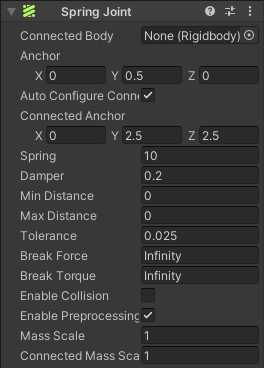 Spring Joint
Connected Body None (Rigidbody)
Anchor
X 0 Y 0.5 Z 0
Auto Configure Conne
Connected Anchor
X 0 Y 2.5 Z 2.5
Spring 10
Damper 0.2
Min Distance 0
Max Distance 0
Tolerance 0.025
Break Force Infinity
Break Torque Infinity
Enable Collision
Enable Preprocessing
Mass Scale 1
Connected Mass Sca 1